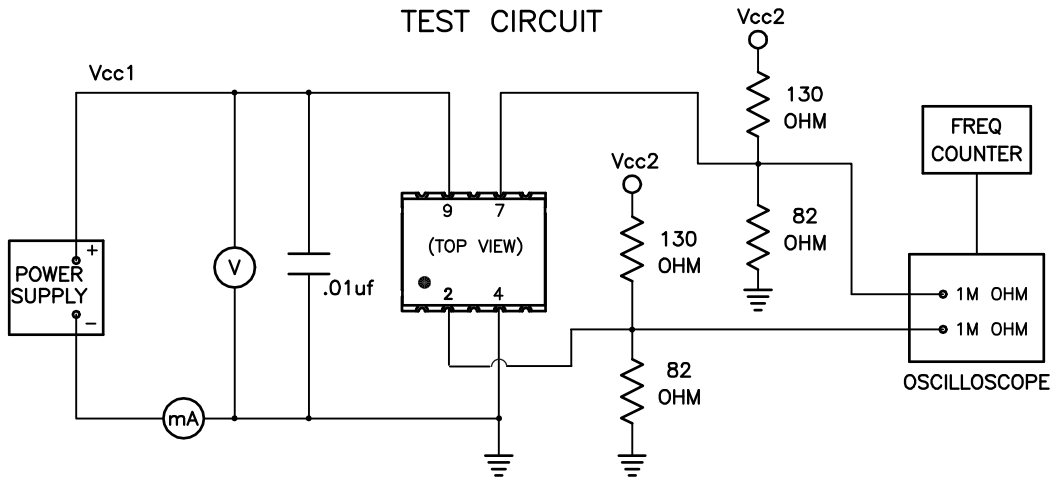 TEST CIRCUIT
Vcc2
Vcc1
130
OHM
FREQ
COUNTER
Vcc2
9 7
82
OHM
130
OHM
(TOP VIEW)
+
V
POWER
SUPPLY
.01uf
2 4
1M OHM
−
1M OHM
82
OHM
OSCILLOSCOPE
mA